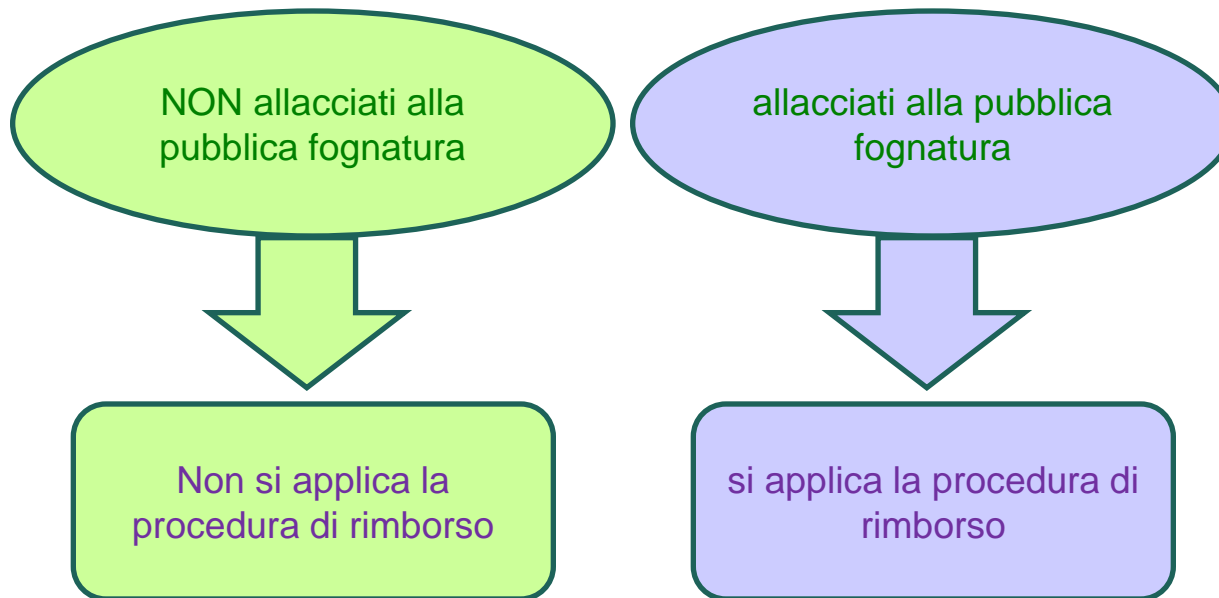 NON allacciati alla
pubblica fognatura
allacciati alla pubblica
fognatura
Non si applica la
procedura di rimborso
si applica la procedura di
rimborso